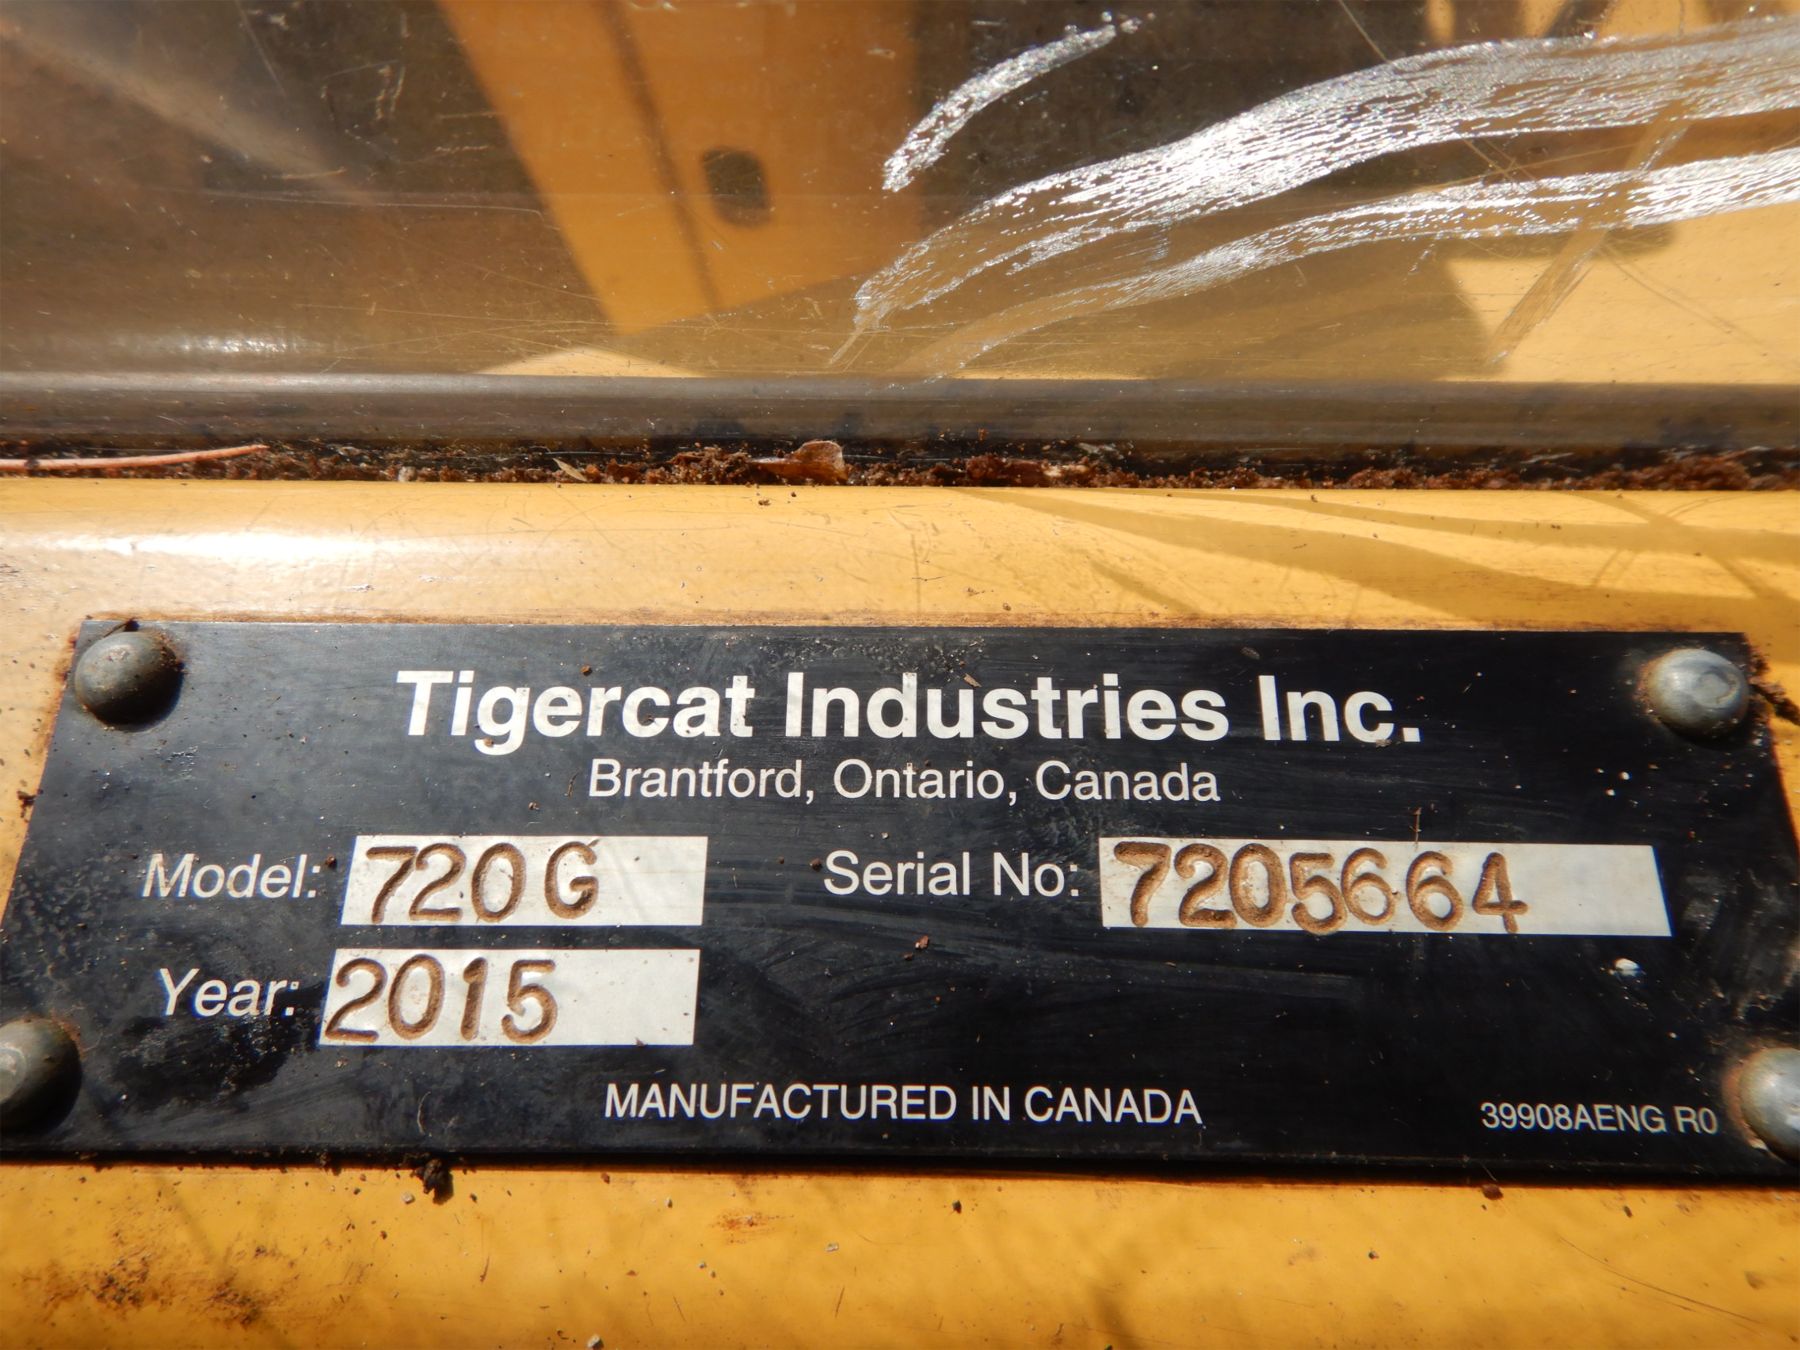 Tigercat Industries Inc.
Brantford, Ontario, Canada
Model: 720G Serial No: 7205664
Year: 2015
MANUFACTURED IN CANADA
39908AENG R0